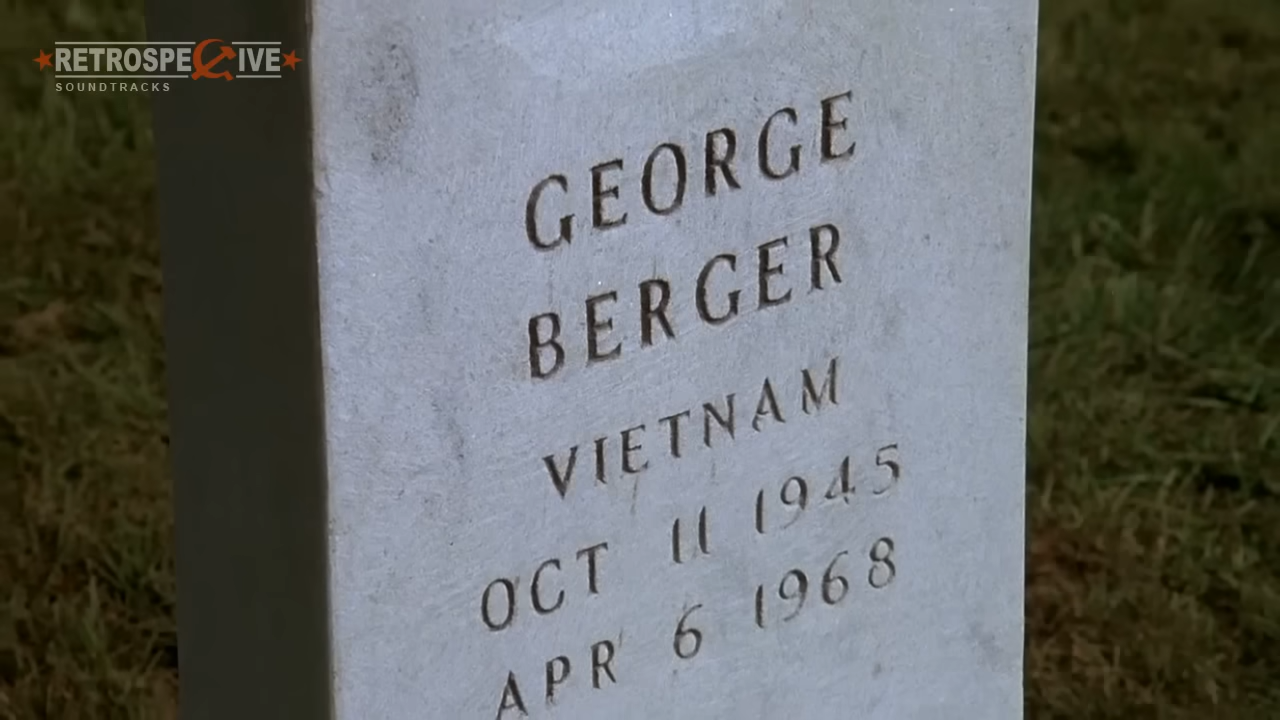 RETROSPECTIVE
SOUNDTRACKS
GEORGE
BERGER
VIETNAM
OCT 11 1945
APR 6 1968